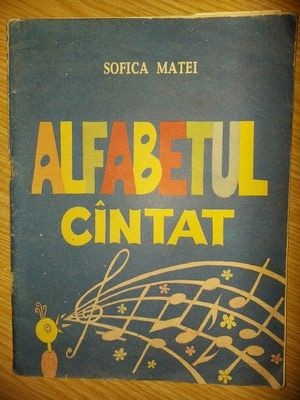 SOFICA MATEI
ALFABETUL
CÎNTAT